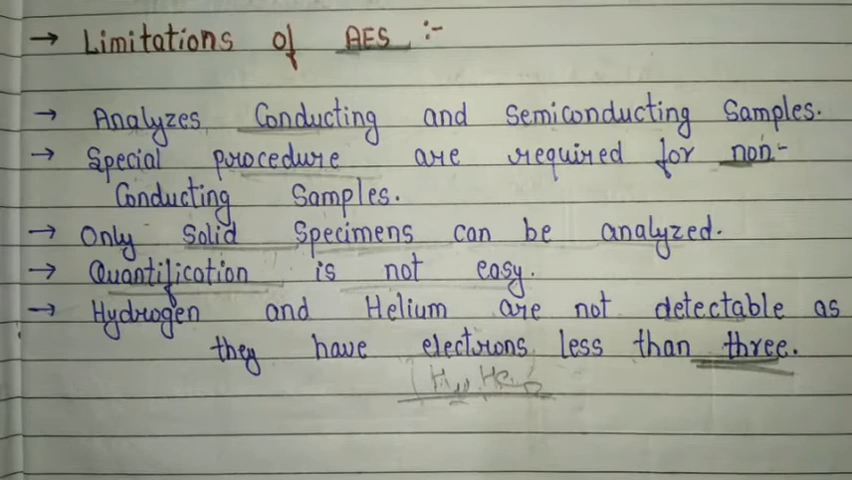 → Limitations of AES :-
→ Analyzes Conducting and Semiconducting Samples.
→ Special procedure are required for non-
Conducting Samples.
→ Only Solid Specimens can be analyzed.
→ Quantification is not easy.
→ Hydrogen and Helium are not detectable as
they have electrons less than three.